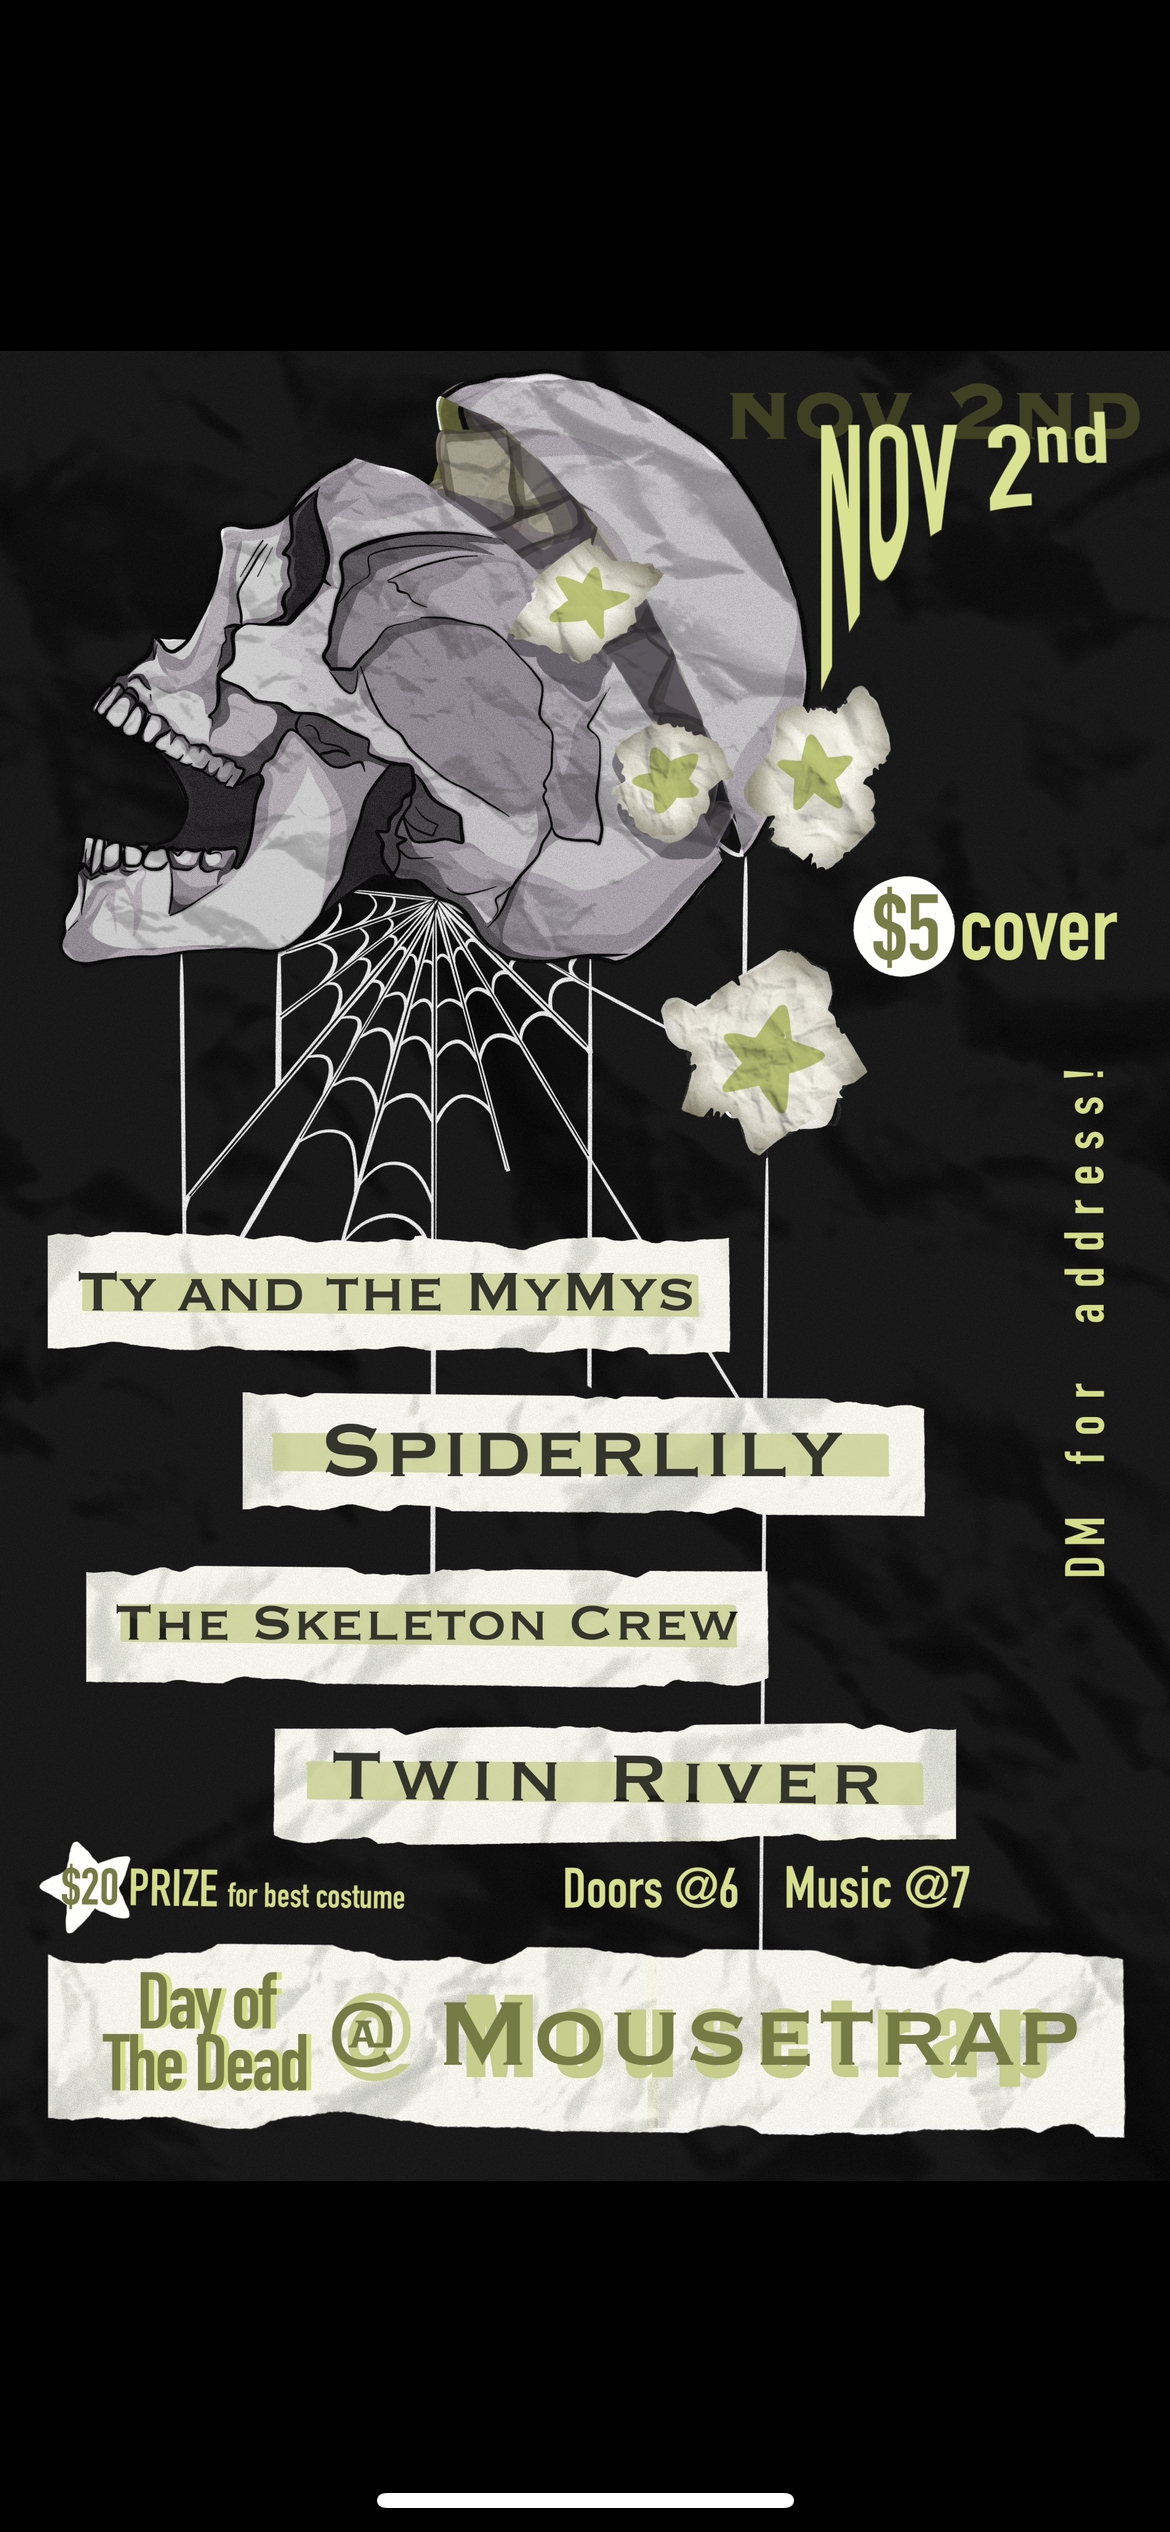 NOV 2ND
NOV 2nd
$5 cover
DM for address!
TY AND THE MYMYS
SPIDERLILY
THE SKELETON CREW
TWIN RIVER
$20 PRIZE for best costume
Doors @6 Music @7
Day of
The Dead
@ MOUSETRAP